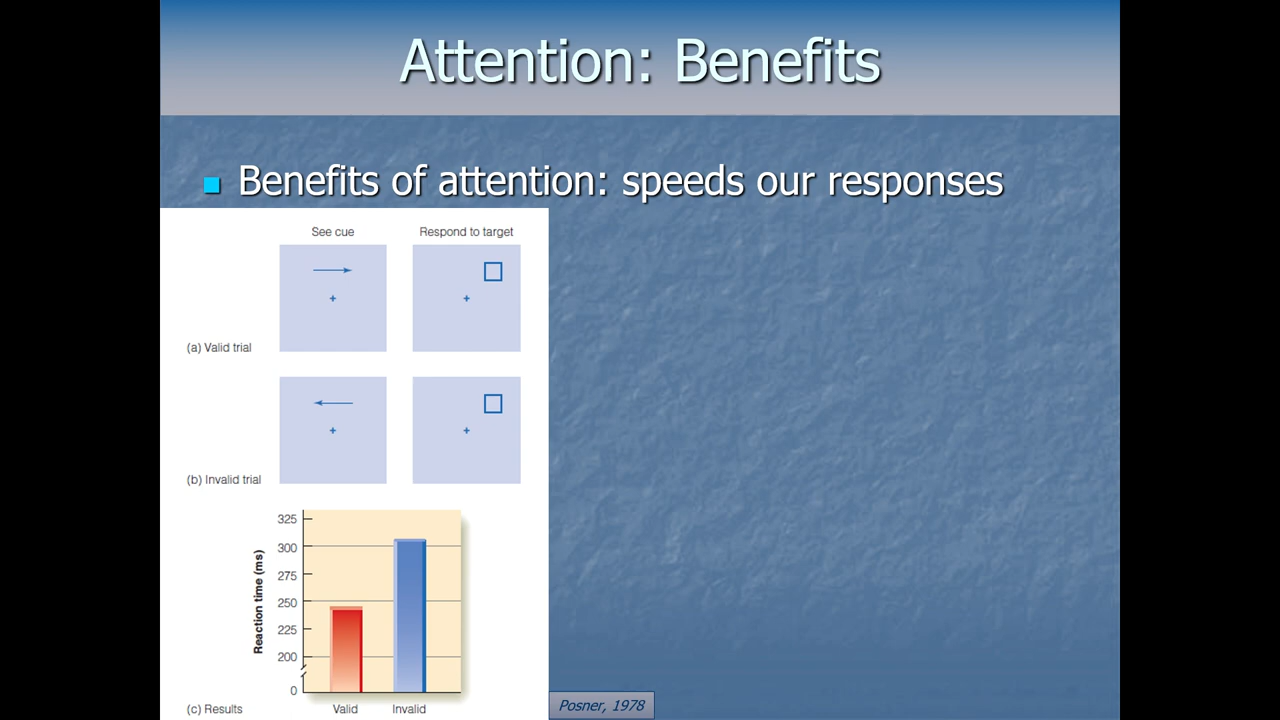 Attention: Benefits
Benefits of attention: speeds our responses
See cue
Respond to target
+
+
(a) Valid trial
+
+
(b) Invalid trial
325
300
275
250
225
200
0
Reaction time (ms)
Valid
Invalid
(c) Results
Posner, 1978